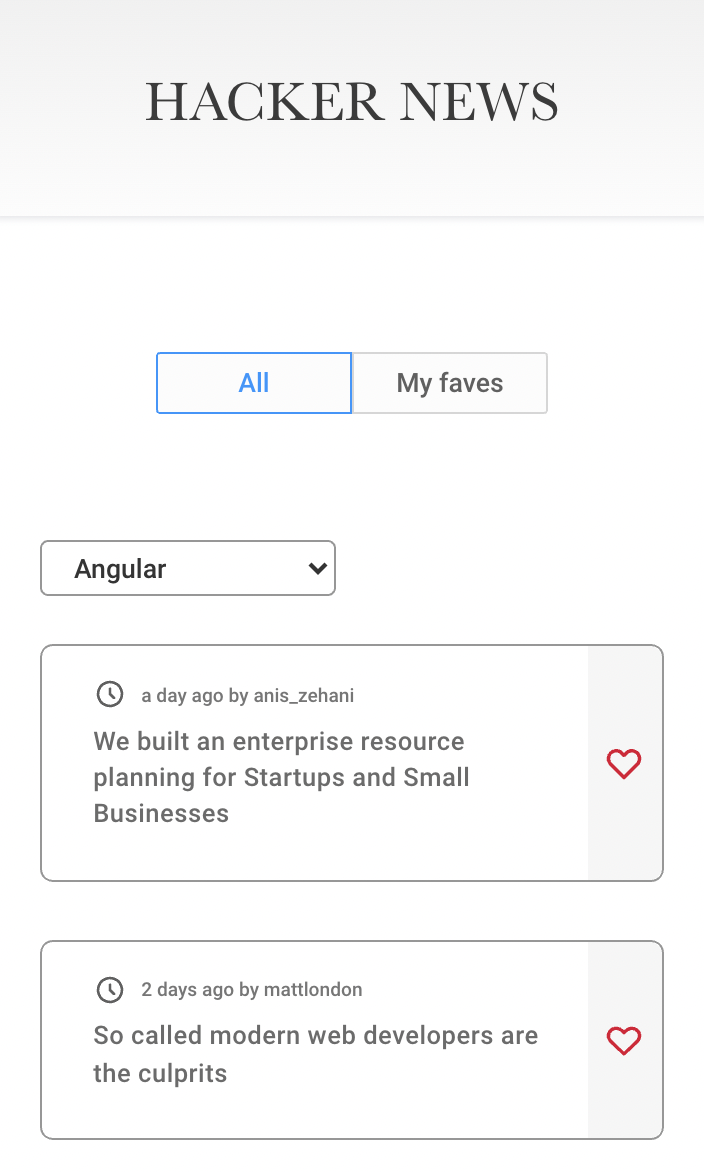 HACKER NEWS
All
My faves
Angular
a day ago by anis_zehani
We built an enterprise resource
planning for Startups and Small
Businesses
2 days ago by mattlondon
So called modern web developers are
the culprits